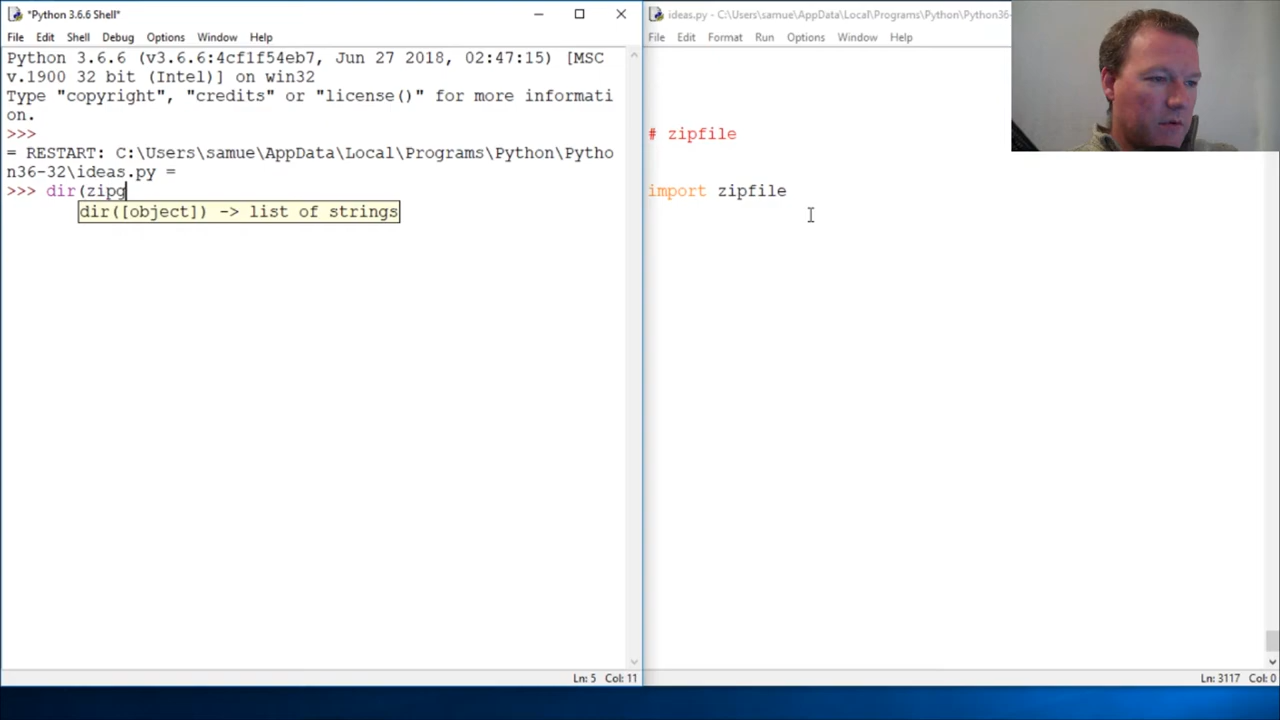 *Python 3.6.6 Shell*
File Edit Shell Debug Options Window Help
Python 3.6.6 (v3.6.6:4cf1f54eb7, Jun 27 2018, 02:47:15) [MSC
v.1900 32 bit (Intel)] on win32
Type "copyright", "credits" or "license()" for more informati
on.
>>>
= RESTART: C:\Users\samue\AppData\Local\Programs\Python\Pytho
n36-32\ideas.py =
>>> dir(zipg
dir([object]) -> list of strings
Ln: 5 Col: 11
ideas.py - C:\Users\samue\AppData\Local\Programs\Python\Python36-
File Edit Format Run Options Window Help
# zipfile
import zipfile
Ln: 3117 Col: 0